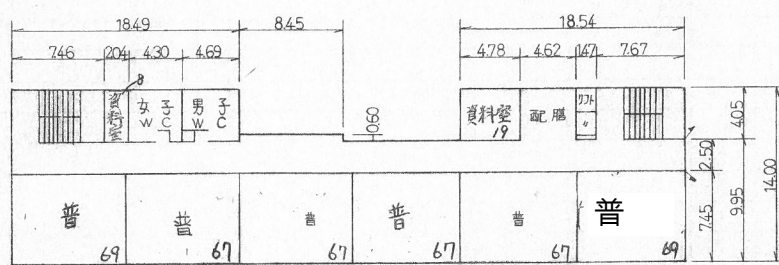 18.49
8.45
18.54
7.46
2.04
4.30
4.69
4.78
4.62
1.47
7.67
8
資料室
女子WC
男子WC
0.60
資料室
19
配膳
リフト
〃
4.05
2.50
14.00
9.95
7.45
普
69
普
67
普
67
普
67
普
67
普
69